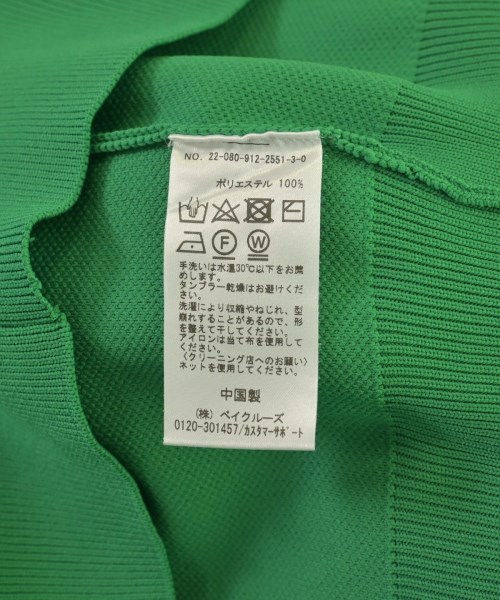 NO. 22-080-912-2551-3-0
ポリエステル 100%
F W
手洗いは水温30℃以下をお薦
めします。
タンブラー乾燥はお避けくださ
い。
洗濯により収縮やねじれ、型
崩れすることがあるので、形
を整えて干してください。
アイロンは当て布を使用して
ください。
〈クリーニング店へのお願い〉
ネットを使用してください。
中国製
(株) ベイクルーズ
0120-301457/カスタマーサポート